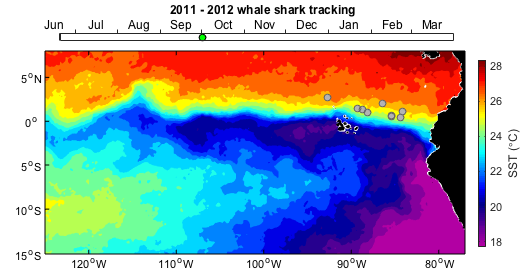 2011 - 2012 whale shark tracking
Jun Jul Aug Sep Oct Nov Dec Jan Feb Mar
5°N
0°
5°S
10°S
15°S
120°W 110°W 100°W 90°W 80°W
28
26
24
22
20
18
SST (°C)